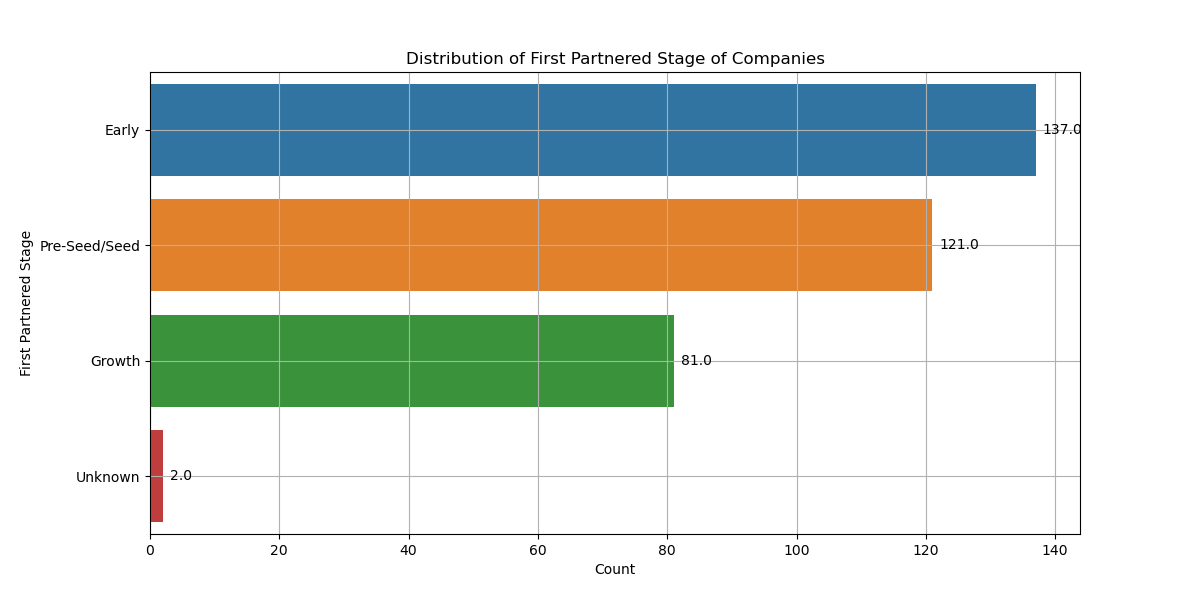 Distribution of First Partnered Stage of Companies
First Partnered Stage
Early
137.0
Pre-Seed/Seed
121.0
Growth
81.0
Unknown
2.0
0 20 40 60 80 100 120 140
Count